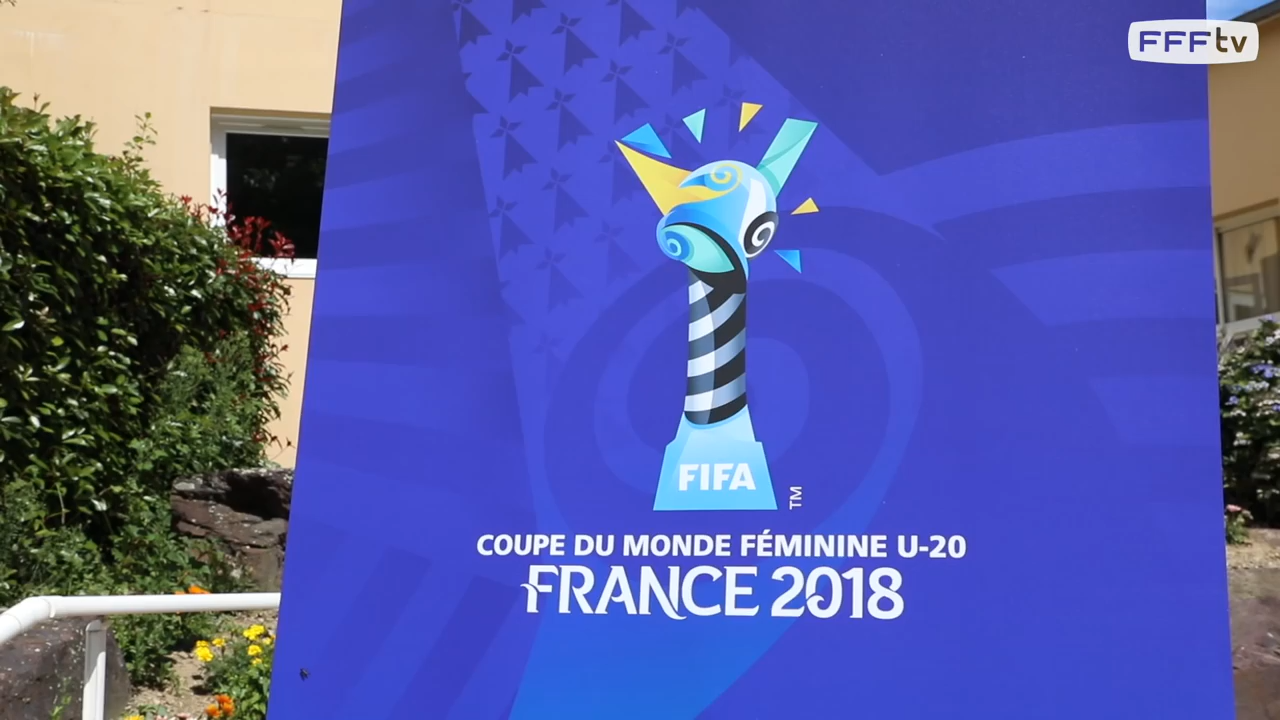 FFFtv
FIFA
TM
COUPE DU MONDE FÉMININE U-20
FRANCE 2018